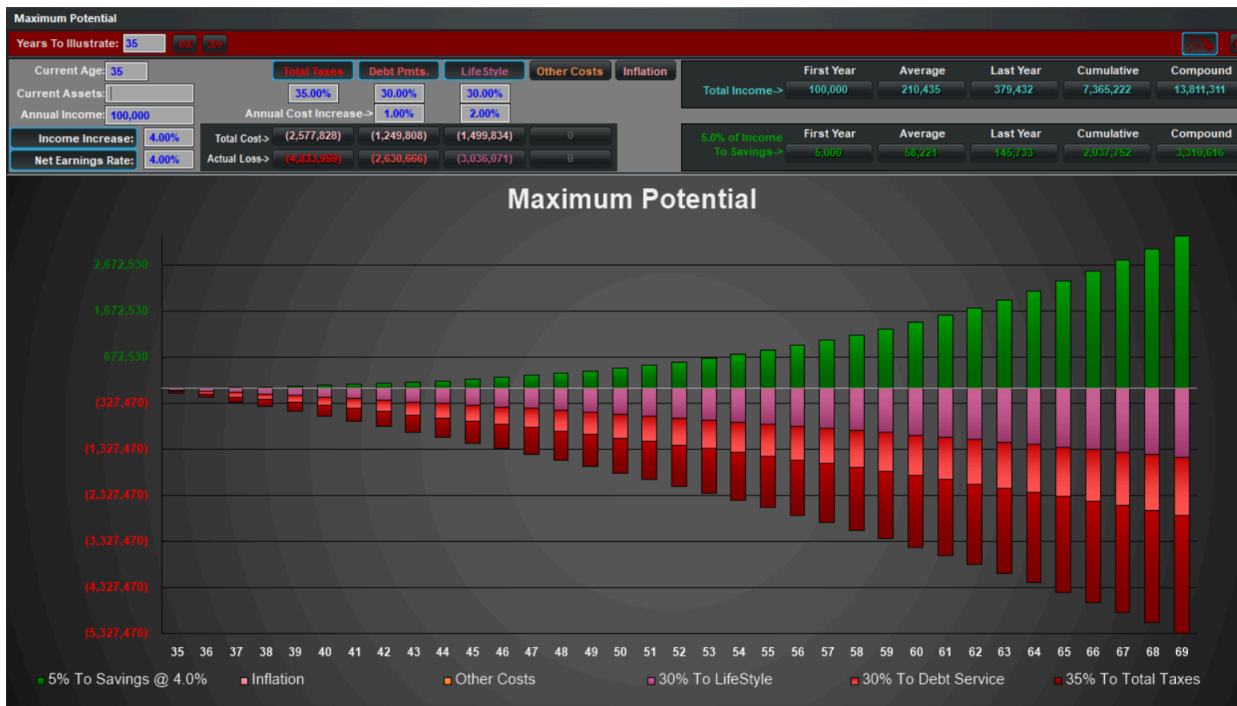 Maximum Potential
Years To Illustrate: 35
Current Age: 35 Total Taxes Debt Pmts. LifeStyle Other Costs Inflation First Year Average Last Year Cumulative Compound
Current Assets: 35.00% 30.00% 30.00% Total Income-> 100,000 210,435 379,432 7,365,222 13,811,311
Annual Income: 100,000 Annual Cost Increase-> 1.00% 2.00%
Income Increase: 4.00% Total Cost-> (2,577,828) (1,249,808) (1,499,834) 0 5.0% of Income First Year Average Last Year Cumulative Compound
Net Earnings Rate: 4.00% Actual Loss-> (4,833,969) (2,630,666) (3,036,071) 0 To Savings-> 5,000 58,221 145,733 2,037,752 3,310,616
Maximum Potential
2,672,530
1,672,530
672,530
(327,470)
(1,327,470)
(2,327,470)
(3,327,470)
(4,327,470)
(5,327,470)
35 36 37 38 39 40 41 42 43 44 45 46 47 48 49 50 51 52 53 54 55 56 57 58 59 60 61 62 63 64 65 66 67 68 69
5% To Savings @ 4.0% Inflation Other Costs 30% To LifeStyle 30% To Debt Service 35% To Total Taxes